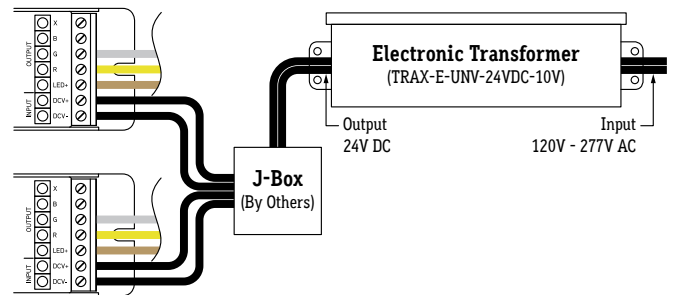 OUTPUT
X
B
G
R
LED+
INPUT
DCV+
DCV-
Electronic Transformer
(TRAX-E-UNV-24VDC-10V)
Output
24V DC
Input
120V - 277V AC
J-Box
(By Others)
OUTPUT
X
B
G
R
LED+
INPUT
DCV+
DCV-